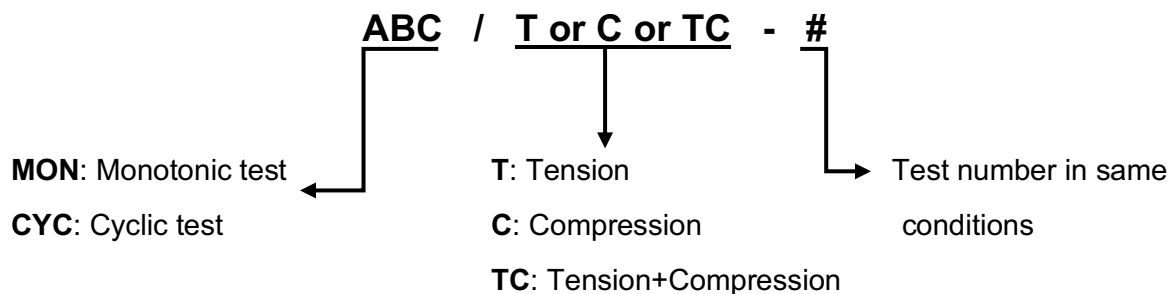 ABC / T or C or TC - #
MON: Monotonic test
CYC: Cyclic test
T: Tension
C: Compression
TC: Tension+Compression
Test number in same
conditions